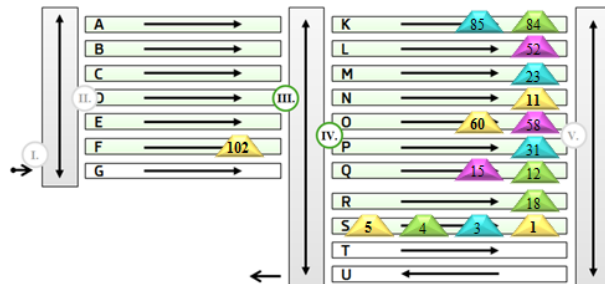 A
B
C
D
E
F 102
G
I.
II.
III.
IV.
V.
K 85 84
L 52
M 23
N 11
O 60 58
P 31
Q 15 12
R 18
S 5 4 3 1
T
U